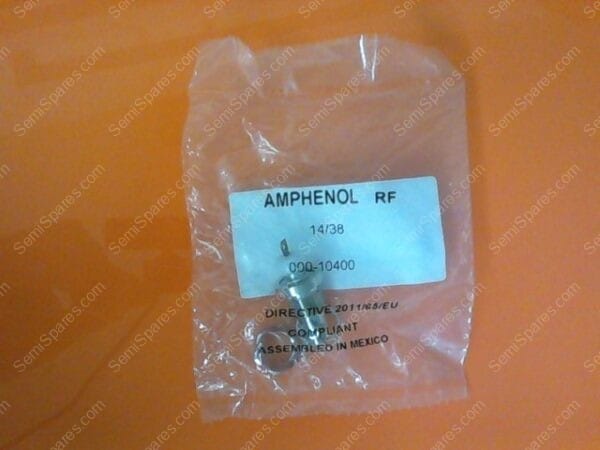 AMPHENOL RF
14/38
000-10400
DIRECTIVE 2011/65/EU
COMPLIANT
ASSEMBLED IN MEXICO
SemiSpares.com